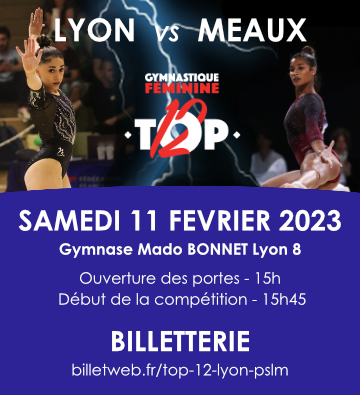 LYON vs MEAUX
GYMNASTIQUE
FEMININE
12
TOP
SAMEDI 11 FEVRIER 2023
Gymnase Mado BONNET Lyon 8
Ouverture des portes - 15h
Début de la compétition - 15h45
BILLETTERIE
billetweb.fr/top-12-lyon-pslm